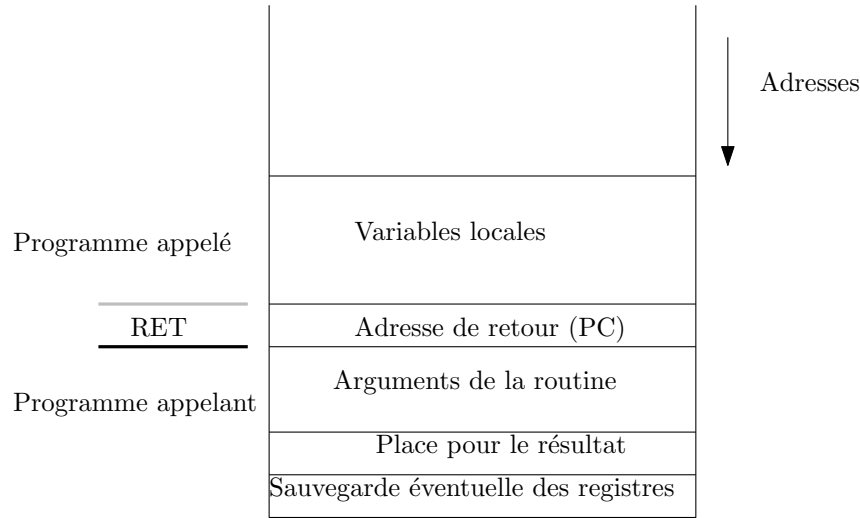 Adresses
Variables locales
Programme appelé
RET
Adresse de retour (PC)
Arguments de la routine
Programme appelant
Place pour le résultat
Sauvegarde éventuelle des registres